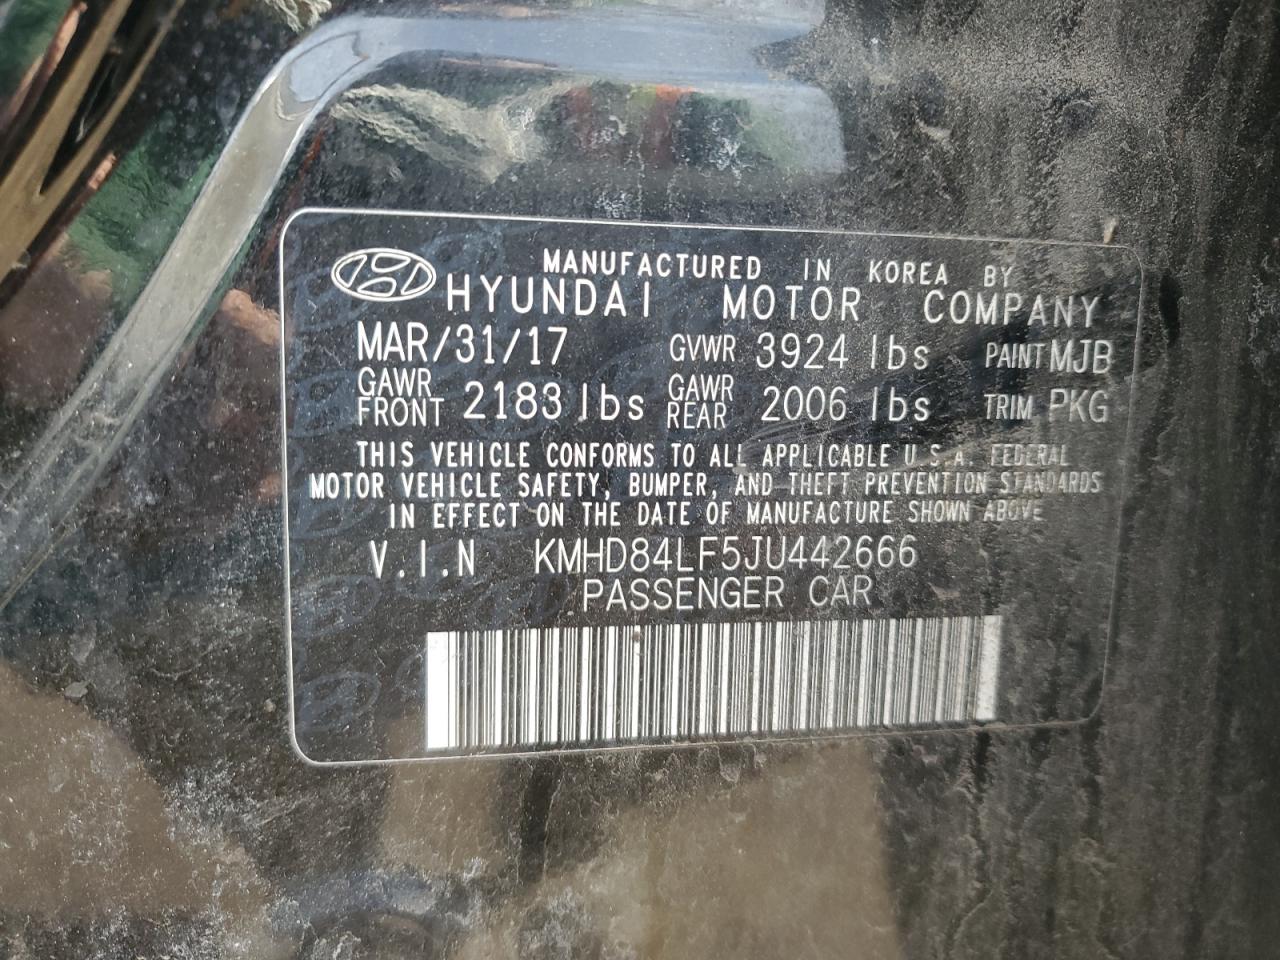 MANUFACTURED IN KOREA BY
HYUNDAI MOTOR COMPANY
MAR/31/17 GVWR 3924 lbs PAINT MJB
GAWR FRONT 2183 lbs GAWR REAR 2006 lbs TRIM PKG
THIS VEHICLE CONFORMS TO ALL APPLICABLE U.S.A. FEDERAL
MOTOR VEHICLE SAFETY, BUMPER, AND THEFT PREVENTION STANDARDS
IN EFFECT ON THE DATE OF MANUFACTURE SHOWN ABOVE
V.I.N KMHD84LF5JU442666
PASSENGER CAR